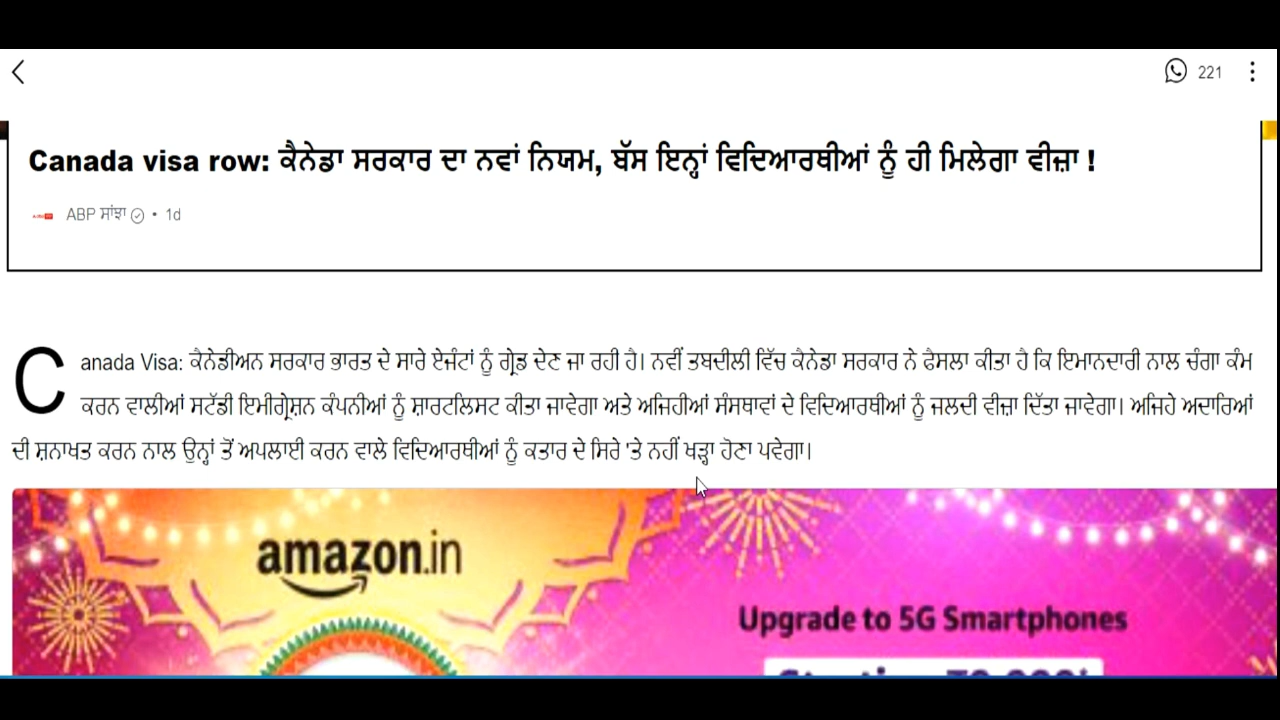 221
Canada visa row: ਕੈਨੇਡਾ ਸਰਕਾਰ ਦਾ ਨਵਾਂ ਨਿਯਮ, ਬੱਸ ਇਨ੍ਹਾਂ ਵਿਦਿਆਰਥੀਆਂ ਨੂੰ ਹੀ ਮਿਲੇਗਾ ਵੀਜ਼ਾ !
ABP ਸਾਂਝਾ • 1d
Canada Visa: ਕੈਨੇਡੀਅਨ ਸਰਕਾਰ ਭਾਰਤ ਦੇ ਸਾਰੇ ਏਜੰਟਾਂ ਨੂੰ ਗ੍ਰੇਡ ਦੇਣ ਜਾ ਰਹੀ ਹੈ। ਨਵੀਂ ਤਬਦੀਲੀ ਵਿੱਚ ਕੈਨੇਡਾ ਸਰਕਾਰ ਨੇ ਫੈਸਲਾ ਕੀਤਾ ਹੈ ਕਿ ਇਮਾਨਦਾਰੀ ਨਾਲ ਚੰਗਾ ਕੰਮ
ਕਰਨ ਵਾਲੀਆਂ ਸਟੱਡੀ ਇਮੀਗ੍ਰੇਸ਼ਨ ਕੰਪਨੀਆਂ ਨੂੰ ਸ਼ਾਰਟਲਿਸਟ ਕੀਤਾ ਜਾਵੇਗਾ ਅਤੇ ਅਜਿਹੀਆਂ ਸੰਸਥਾਵਾਂ ਦੇ ਵਿਦਿਆਰਥੀਆਂ ਨੂੰ ਜਲਦੀ ਵੀਜ਼ਾ ਦਿੱਤਾ ਜਾਵੇਗਾ। ਅਜਿਹੇ ਅਦਾਰਿਆਂ
ਦੀ ਸ਼ਨਾਖਤ ਕਰਨ ਨਾਲ ਉਨ੍ਹਾਂ ਤੋਂ ਅਪਲਾਈ ਕਰਨ ਵਾਲੇ ਵਿਦਿਆਰਥੀਆਂ ਨੂੰ ਕਤਾਰ ਦੇ ਸਿਰੇ 'ਤੇ ਨਹੀਂ ਖੜ੍ਹਾ ਹੋਣਾ ਪਵੇਗਾ।
amazon.in
Upgrade to 5G Smartphones